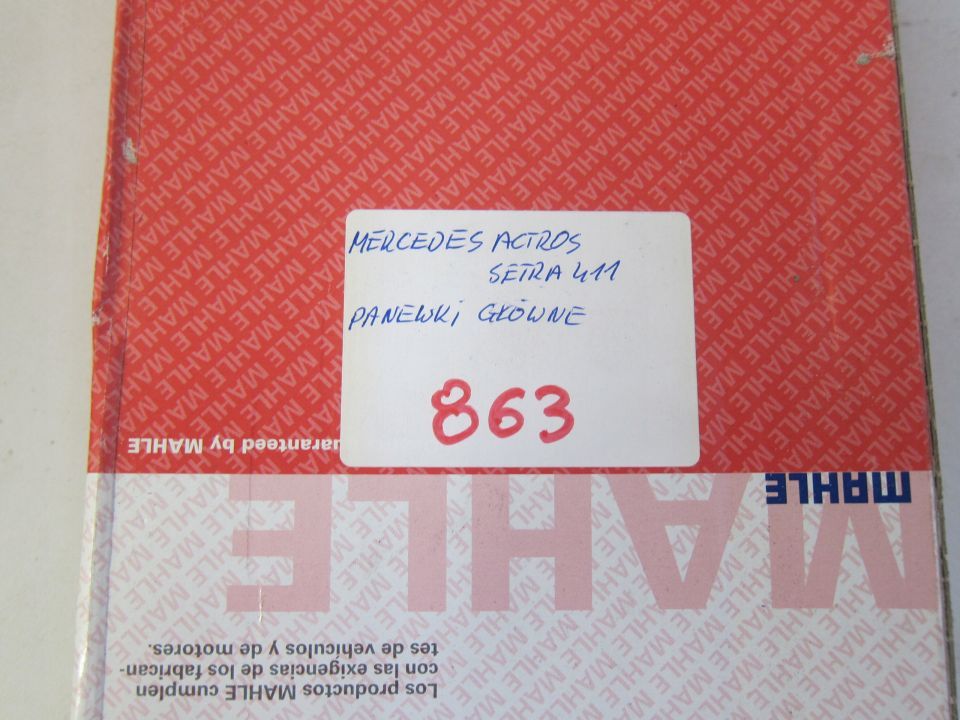 MERCEDES ACTROS
SETRA 411
PANEWKi GŁÓWNE
863
uaranteed by MAHLE
MAHLE
MAHLE
Los productos MAHLE cumplen
con las exigencias de los fabrican-
tes de vehículos y de motores.